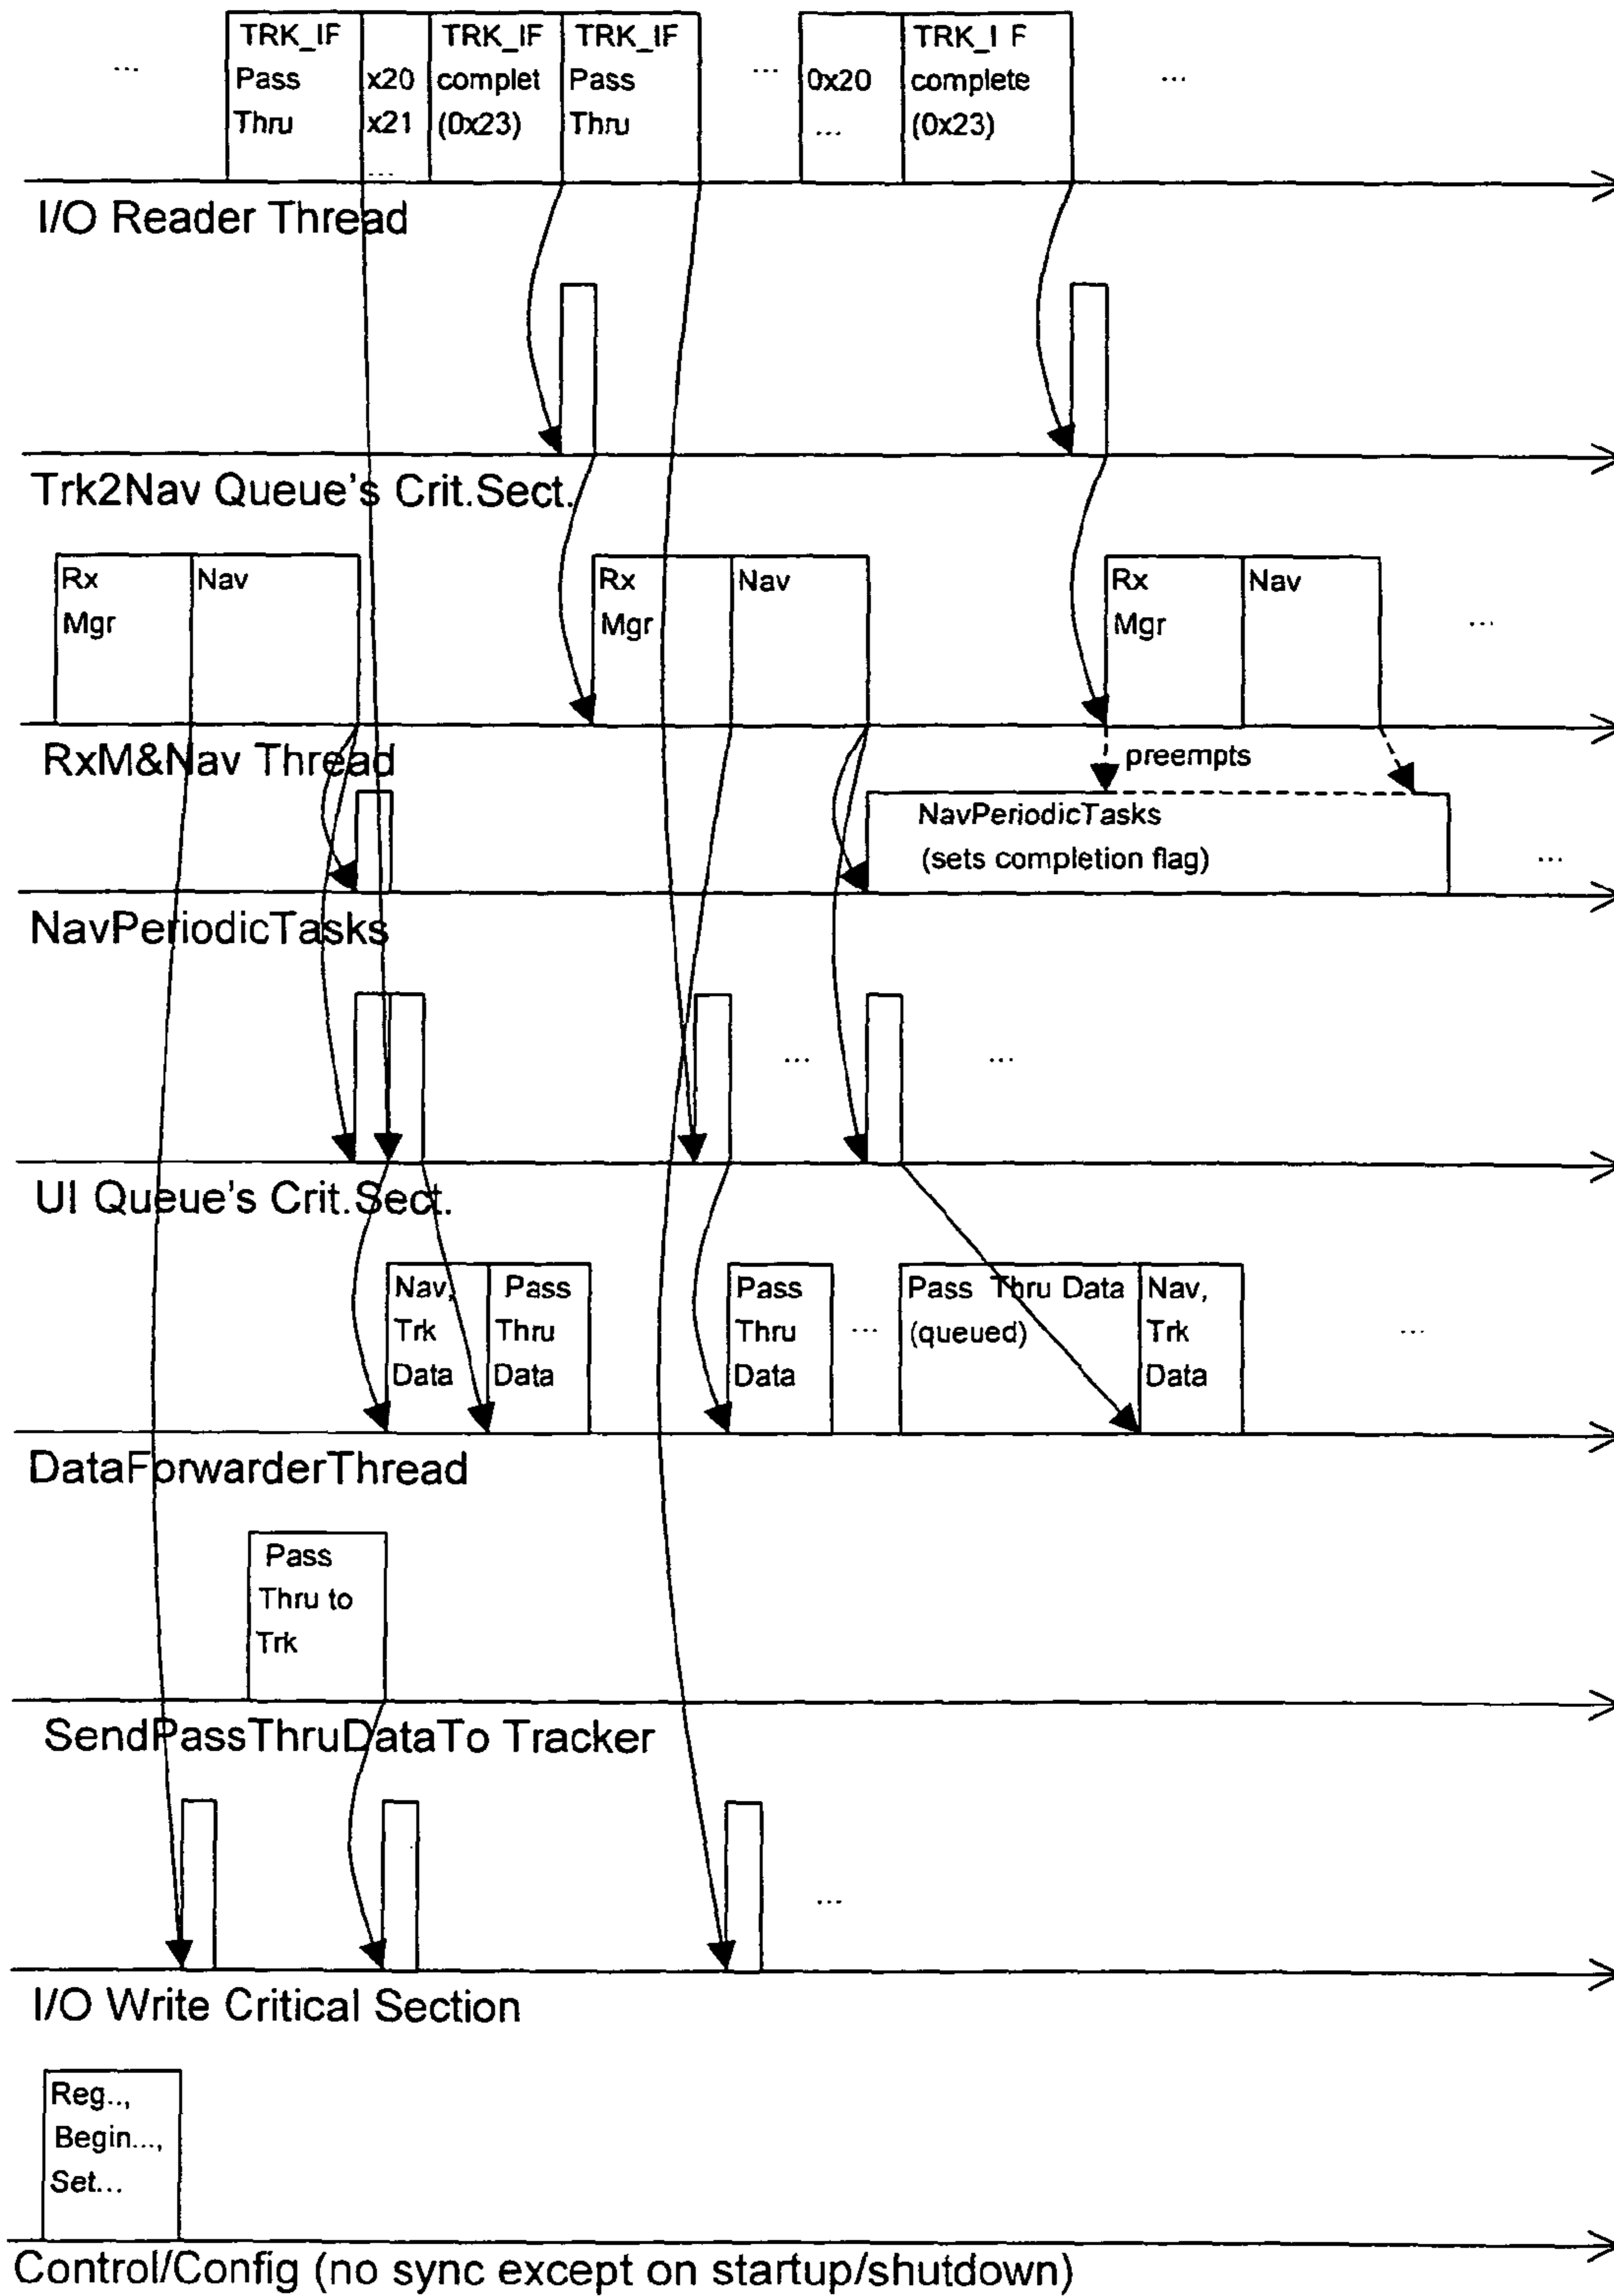 TRK_IF TRK_IF TRK_IF TRK_I F
... Pass x20 complet Pass ... 0x20 complete ...
Thru x21 (0x23) Thru ... (0x23)
...
I/O Reader Thread
Trk2Nav Queue's Crit.Sect.
Rx Nav Rx Nav Rx Nav
Mgr Mgr Mgr ...
RxM&Nav Thread
preempts
NavPeriodicTasks
(sets completion flag) ...
NavPeriodicTasks
... ...
UI Queue's Crit.Sect.
Nav, Pass Pass Pass Thru Data Nav,
Trk Thru Thru ... (queued) Trk ...
Data Data Data Data
DataForwarderThread
Pass
Thru to
Trk
SendPassThruDataTo Tracker
...
I/O Write Critical Section
Reg..,
Begin...,
Set...
Control/Config (no sync except on startup/shutdown)